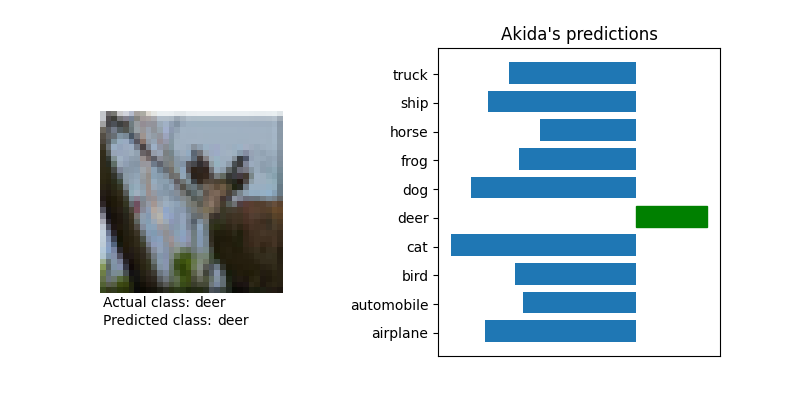 Akida's predictions
truck
ship
horse
frog
dog
deer
cat
bird
automobile
airplane
Actual class: deer
Predicted class: deer